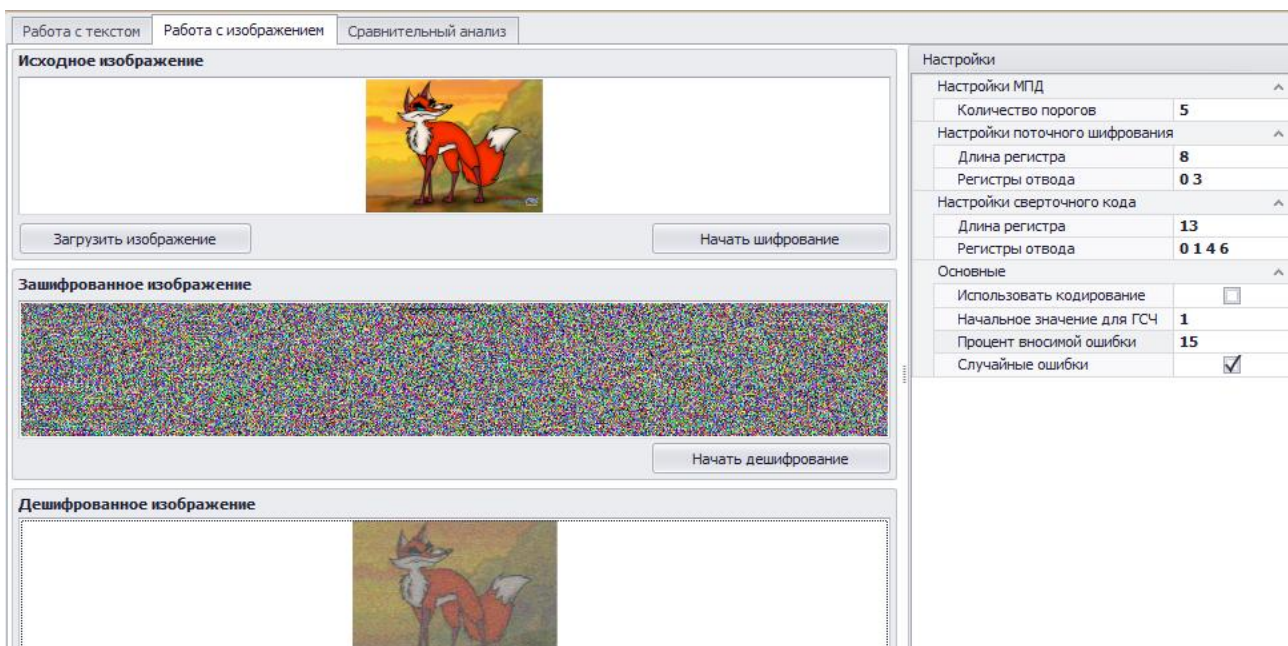 Работа с текстом Работа с изображением Сравнительный анализ
Исходное изображение
Загрузить изображение Начать шифрование
Зашифрованное изображение
Начать дешифрование
Дешифрованное изображение
Настройки
Настройки МПД
Количество порогов 5
Настройки поточного шифрования
Длина регистра 8
Регистры отвода 0 3
Настройки сверточного кода
Длина регистра 13
Регистры отвода 0 1 4 6
Основные
Использовать кодирование
Начальное значение для ГСЧ 1
Процент вносимой ошибки 15
Случайные ошибки